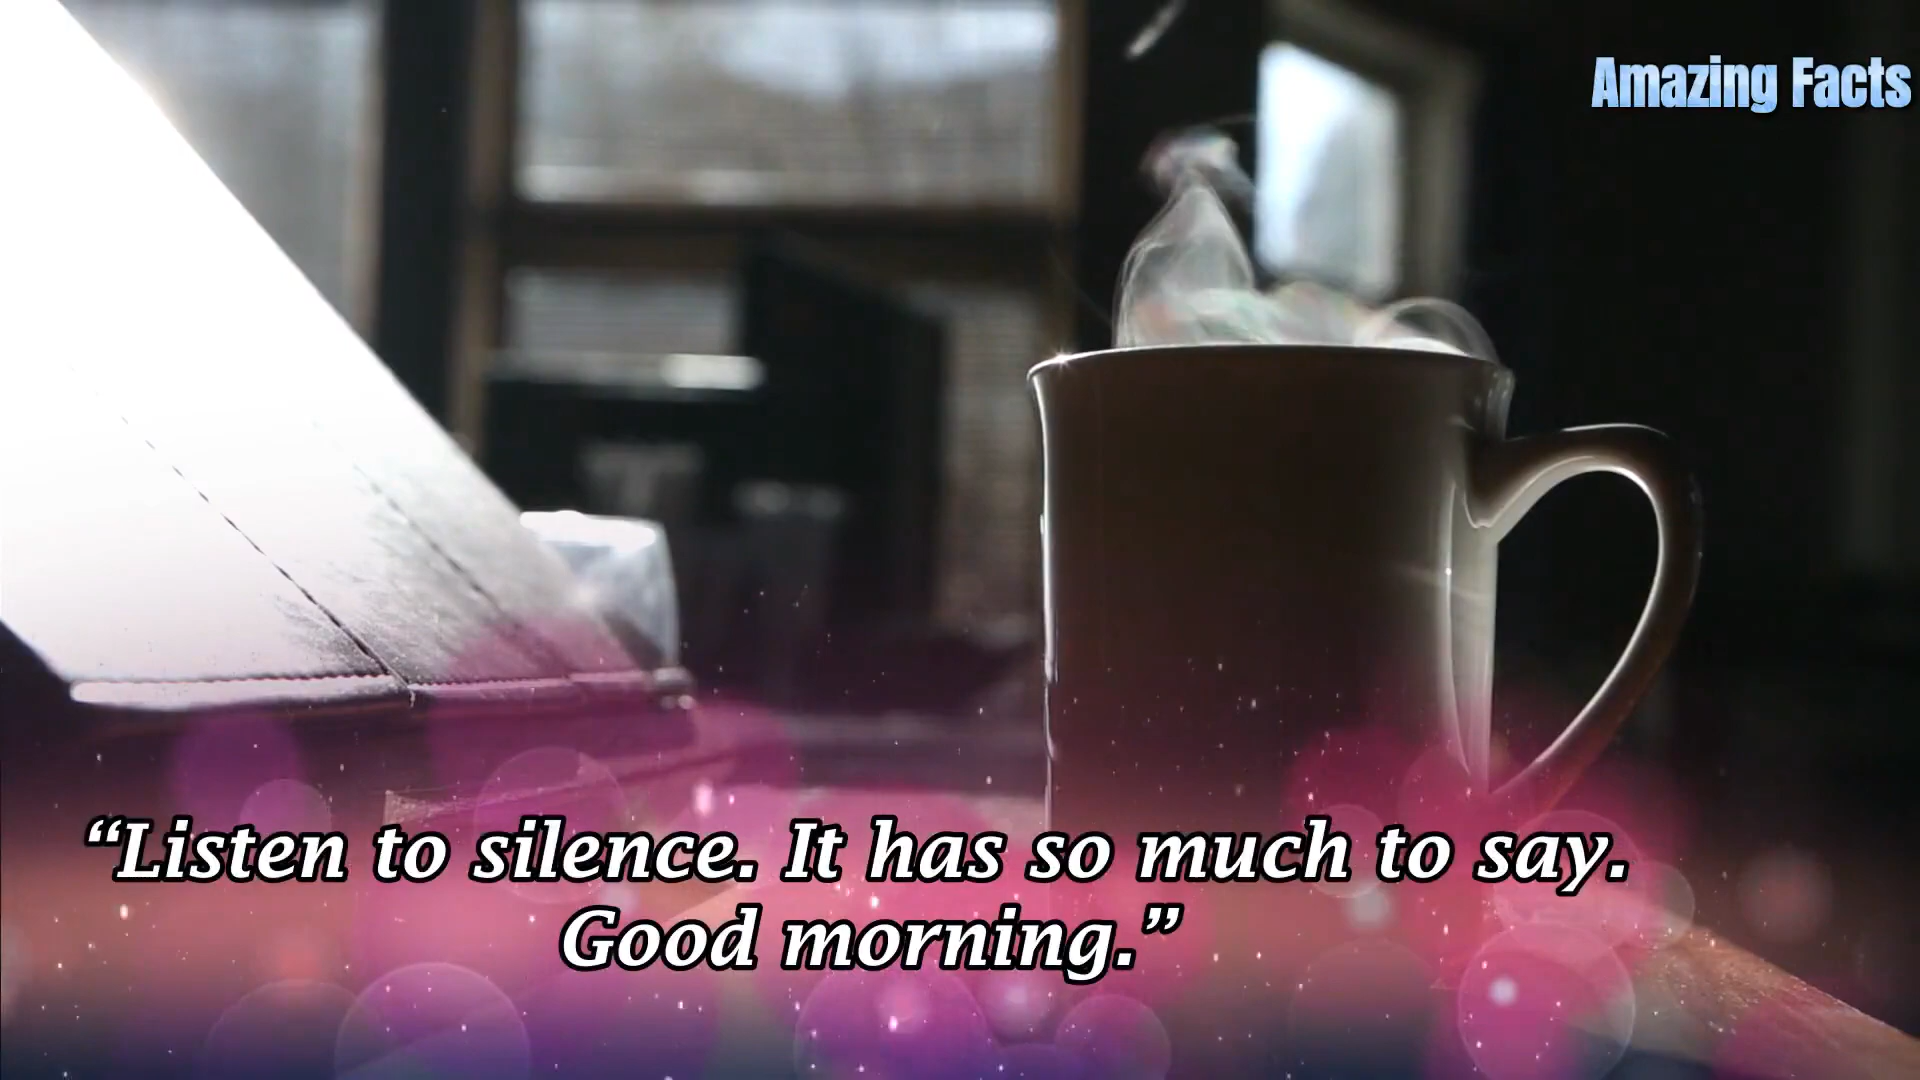 Amazing Facts
“Listen to silence. It has so much to say.
Good morning.”